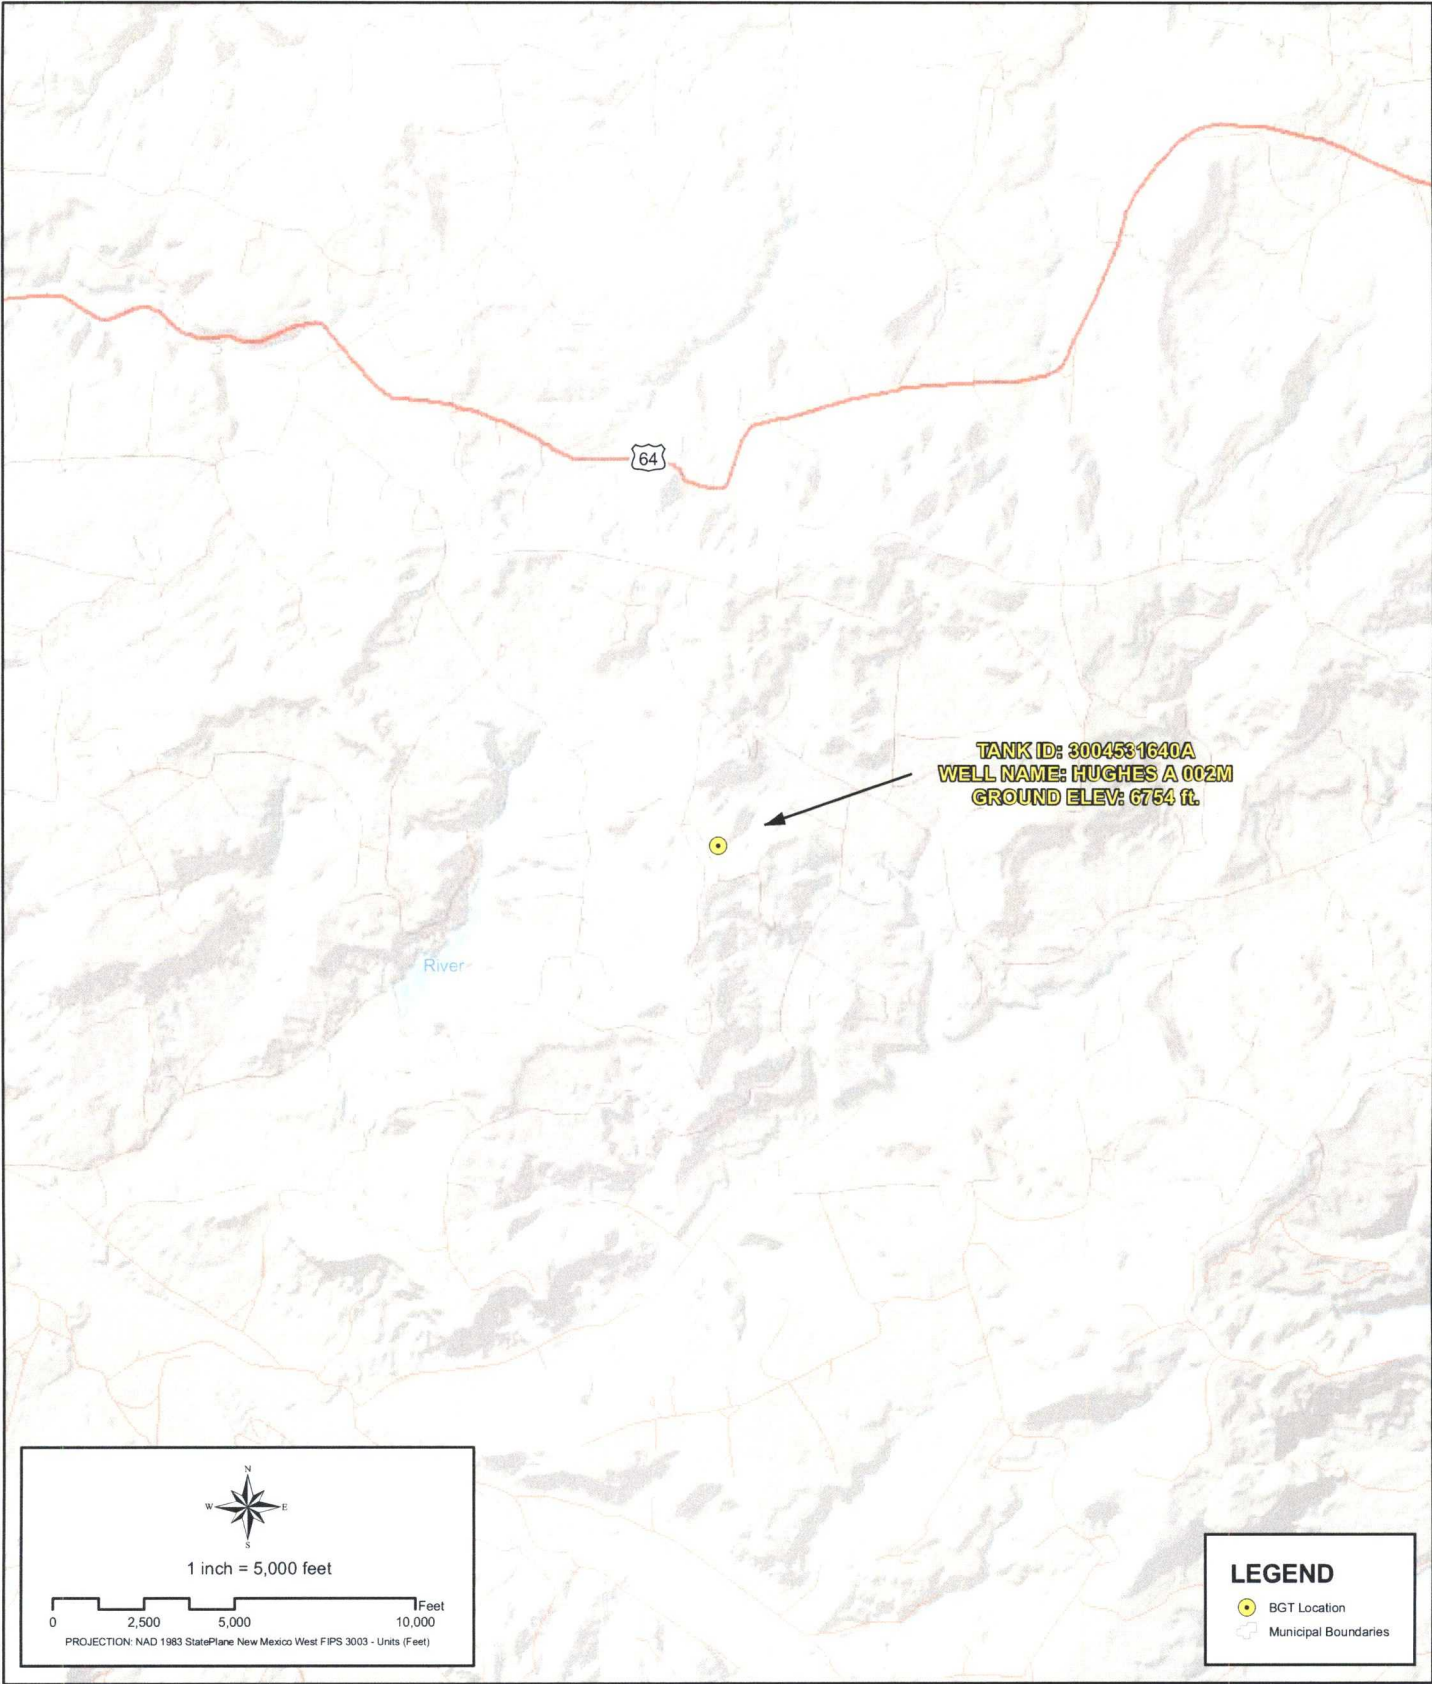 64
TANK ID: 3004531640A
WELL NAME: HUGHES A 002M
GROUND ELEV: 6754 ft.
River
N
W E
S
1 inch = 5,000 feet
Feet
0 2,500 5,000 10,000
PROJECTION: NAD 1983 StatePlane New Mexico West FIPS 3003 - Units (Feet)
LEGEND
BGT Location
Municipal Boundaries